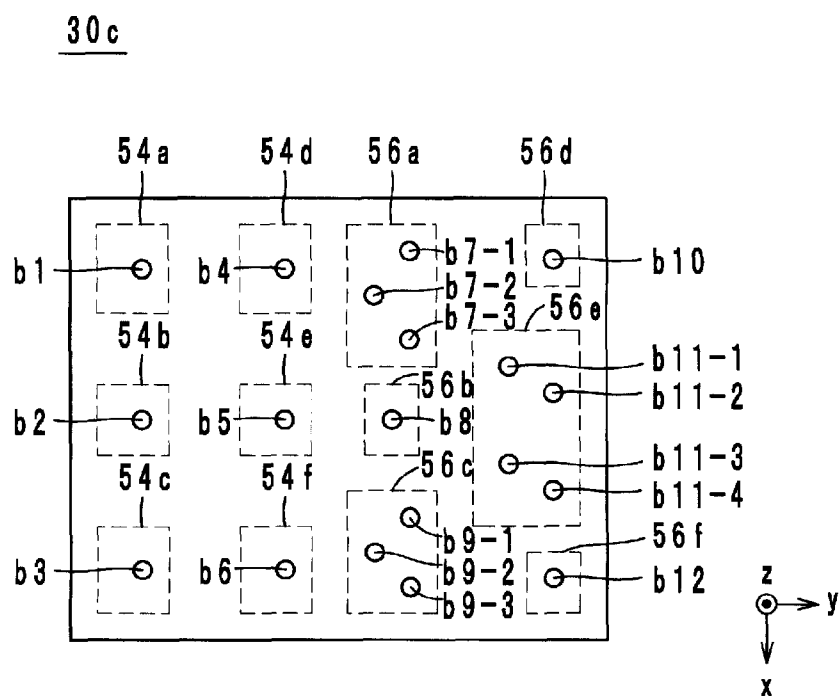 30c
54a 54d 56a 56d
b1 b4 b7-1 b10
b7-2
b7-3 56e
54b 54e b11-1
56b b11-2
b2 b5 b8
56c b11-3
54c 54f b11-4
b9-1 56f
b3 b6 b9-2 b12
b9-3
z
y
x